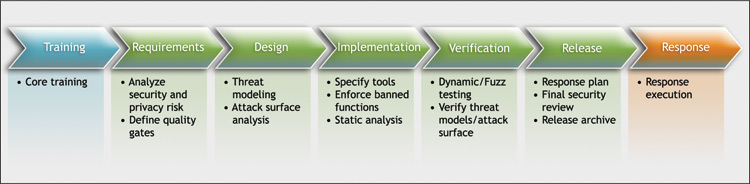 Training
Requirements
Design
Implementation
Verification
Release
Response
• Core training
• Analyze
security and
privacy risk
• Define quality
gates
• Threat
modeling
• Attack surface
analysis
• Specify tools
• Enforce banned
functions
• Static analysis
• Dynamic/Fuzz
testing
• Verify threat
models/attack
surface
• Response plan
• Final security
review
• Release archive
• Response
execution